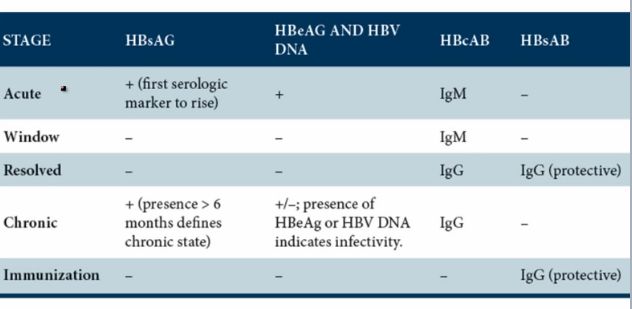 STAGE HBsAG HBeAG AND HBV DNA HBcAB HBsAB
Acute + (first serologic marker to rise) + IgM –
Window – – IgM –
Resolved – – IgG IgG (protective)
Chronic + (presence > 6 months defines chronic state) +/–; presence of HBeAg or HBV DNA indicates infectivity. IgG –
Immunization – – – IgG (protective)